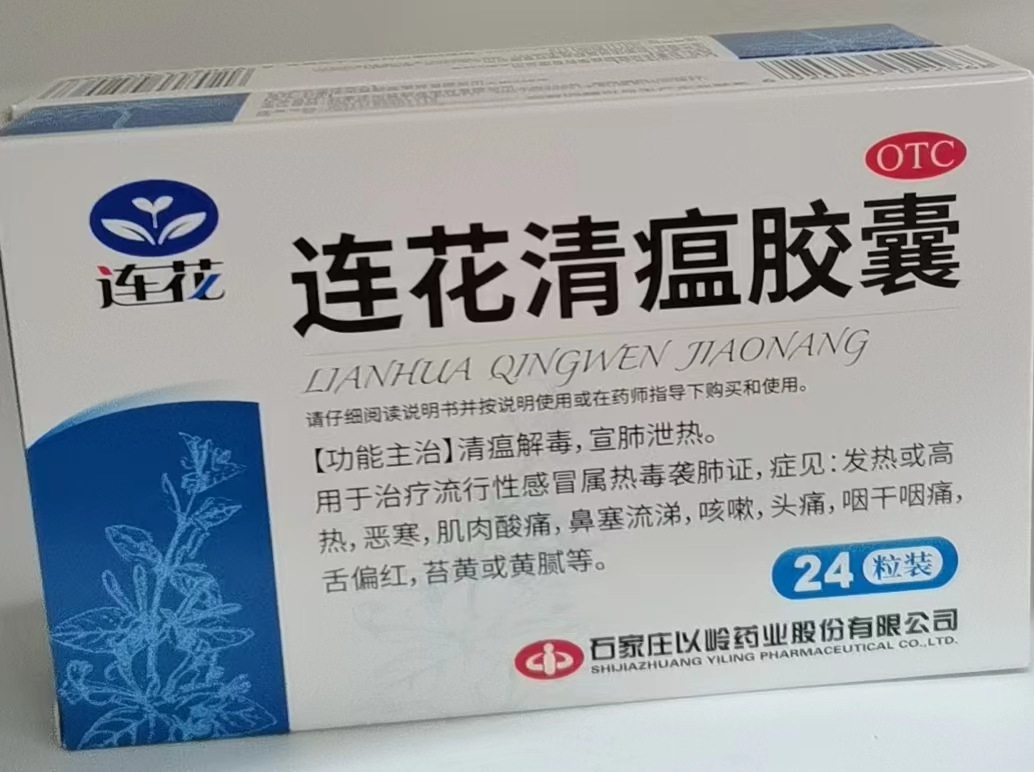 OTC
连花
连花清瘟胶囊
LIANHUA QINGWEN JIAONANG
请仔细阅读说明书并按说明使用或在药师指导下购买和使用。
【功能主治】清瘟解毒,宣肺泄热。
用于治疗流行性感冒属热毒袭肺证,症见:发热或高
热,恶寒,肌肉酸痛,鼻塞流涕,咳嗽,头痛,咽干咽痛,
舌偏红,苔黄或黄腻等。
24粒装
石家庄以岭药业股份有限公司
SHIJIAZHUANG YILING PHARMACEUTICAL CO.,LTD.